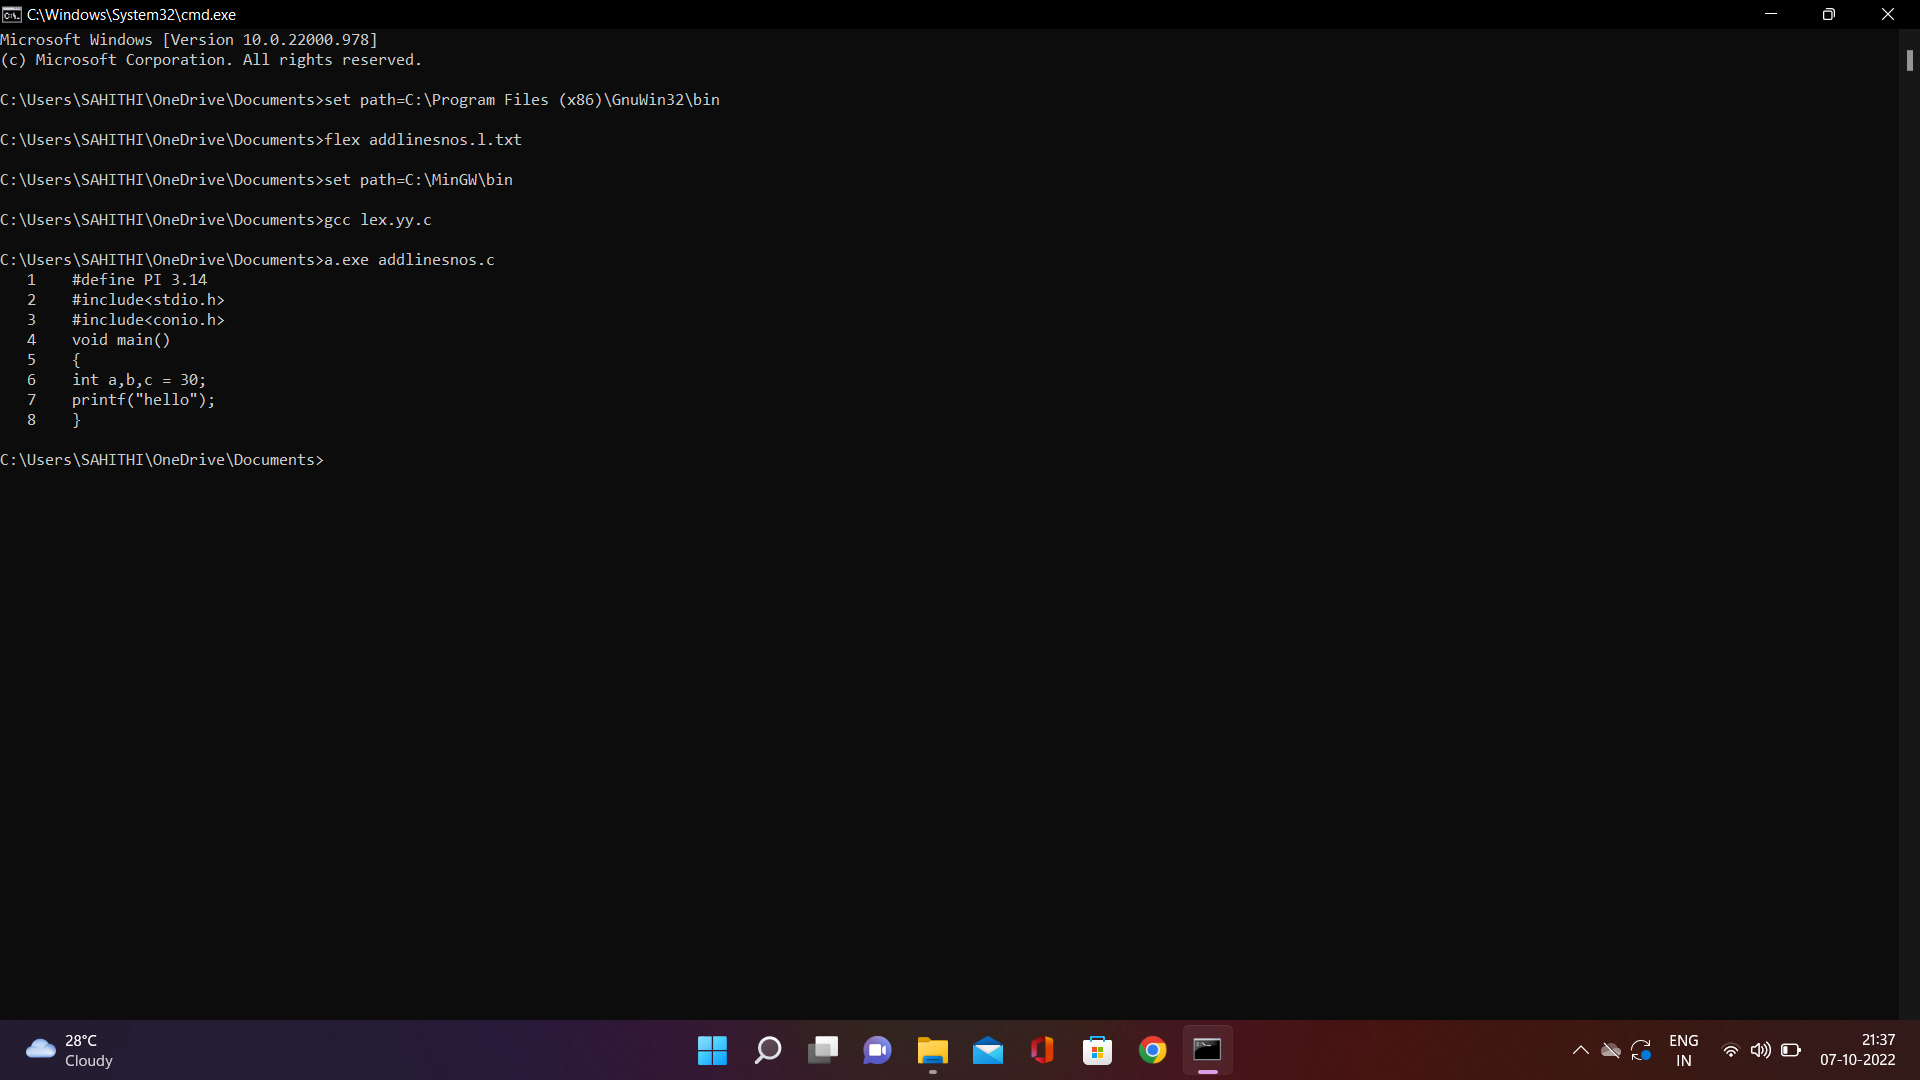 C:\Windows\System32\cmd.exe
Microsoft Windows [Version 10.0.22000.978]
(c) Microsoft Corporation. All rights reserved.
C:\Users\SAHITHI\OneDrive\Documents>set path=C:\Program Files (x86)\GnuWin32\bin
C:\Users\SAHITHI\OneDrive\Documents>flex addlinesnos.l.txt
C:\Users\SAHITHI\OneDrive\Documents>set path=C:\MinGW\bin
C:\Users\SAHITHI\OneDrive\Documents>gcc lex.yy.c
C:\Users\SAHITHI\OneDrive\Documents>a.exe addlinesnos.c
1 #define PI 3.14
2 #include<stdio.h>
3 #include<conio.h>
4 void main()
5 {
6 int a,b,c = 30;
7 printf("hello");
8 }
C:\Users\SAHITHI\OneDrive\Documents>
28°C
Cloudy
ENG
IN
21:37
07-10-2022